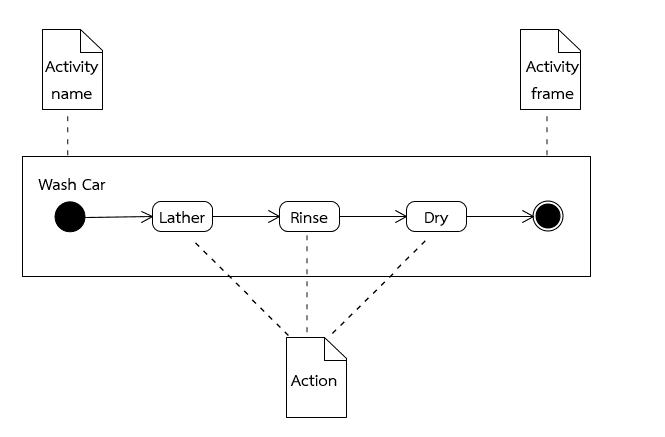 Activity
name
Activity
frame
Wash Car
Lather
Rinse
Dry
Action